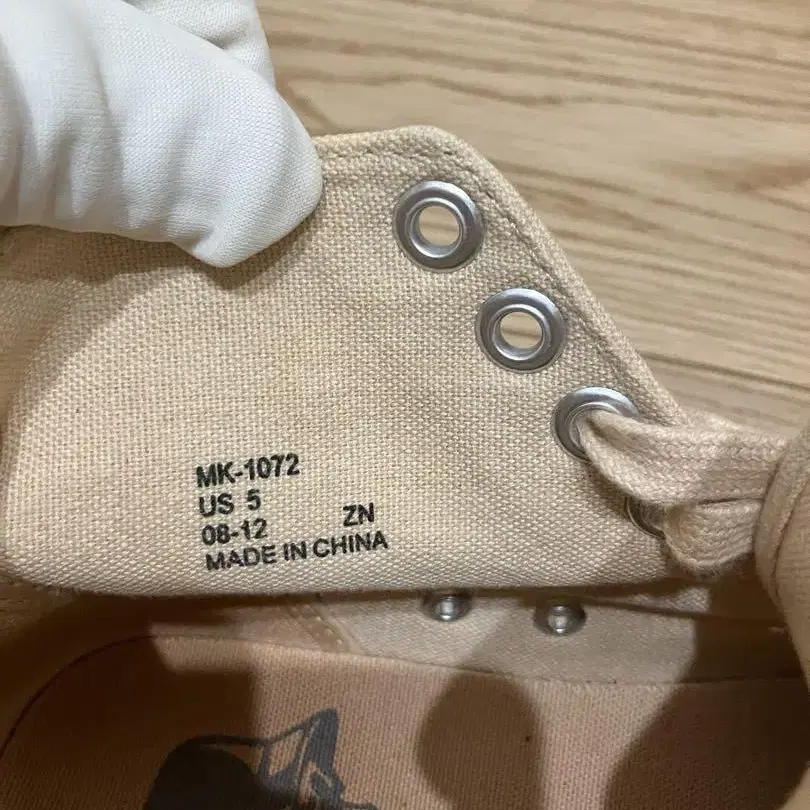 MK-1072
US 5
08-12 ZN
MADE IN CHINA